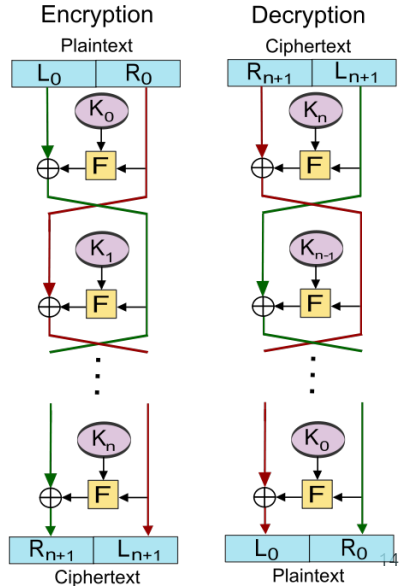 Encryption
Plaintext
L0 R0
K0
F
K1
F
Kn
F
Rn+1 Ln+1
Ciphertext
Decryption
Ciphertext
Rn+1 Ln+1
Kn
F
Kn-1
F
K0
F
L0 R0
Plaintext
14